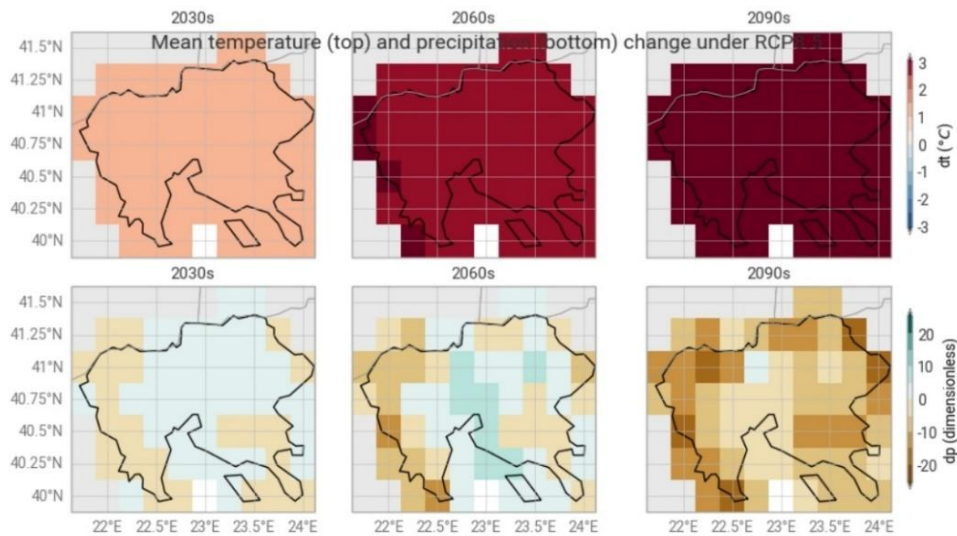 2030s 2060s 2090s
Mean temperature (top) and precipitation (bottom) change under
41.5°N
41.25°N
41°N
40.75°N
40.5°N
40.25°N
40°N
3
2
1
0
-1
-2
-3
dt (°C)
2030s 2060s 2090s
41.5°N
41.25°N
41°N
40.75°N
40.5°N
40.25°N
40°N
22°E 22.5°E 23°E 23.5°E 24°E
22°E 22.5°E 23°E 23.5°E 24°E
22°E 22.5°E 23°E 23.5°E 24°E
20
10
0
-10
-20
dp (dimensionless)